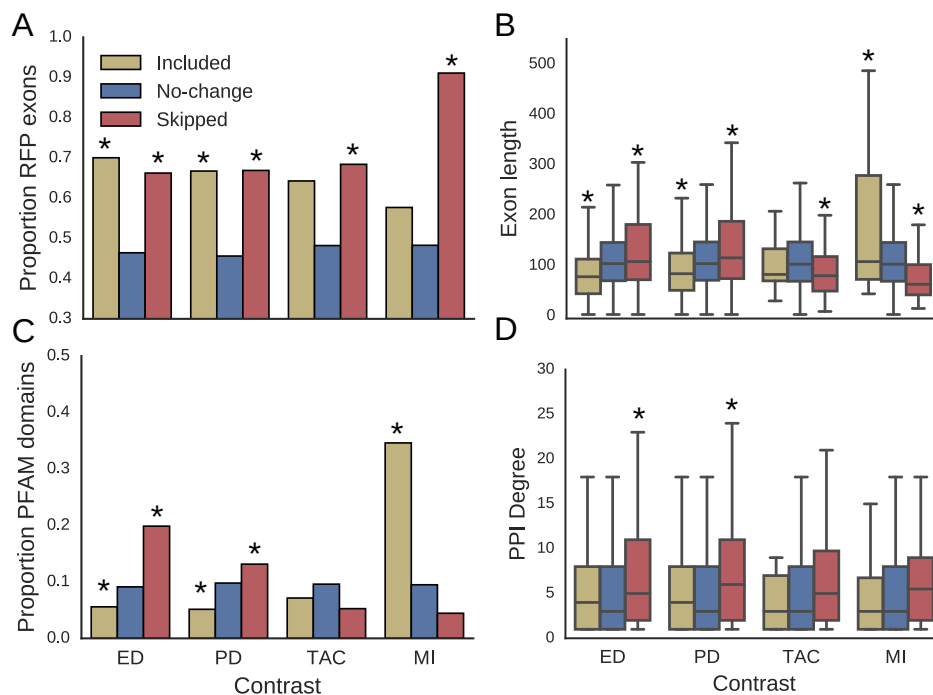 A
Proportion RFP exons
1.0
0.9
0.8
0.7
0.6
0.5
0.4
0.3
Included
No-change
Skipped
* * * * * *
B
Exon length
500
400
300
200
100
0
* * * * * * *
C
Proportion PFAM domains
0.5
0.4
0.3
0.2
0.1
0.0
* * * * *
ED PD TAC MI
Contrast
D
PPI Degree
30
25
20
15
10
5
0
* *
ED PD TAC MI
Contrast